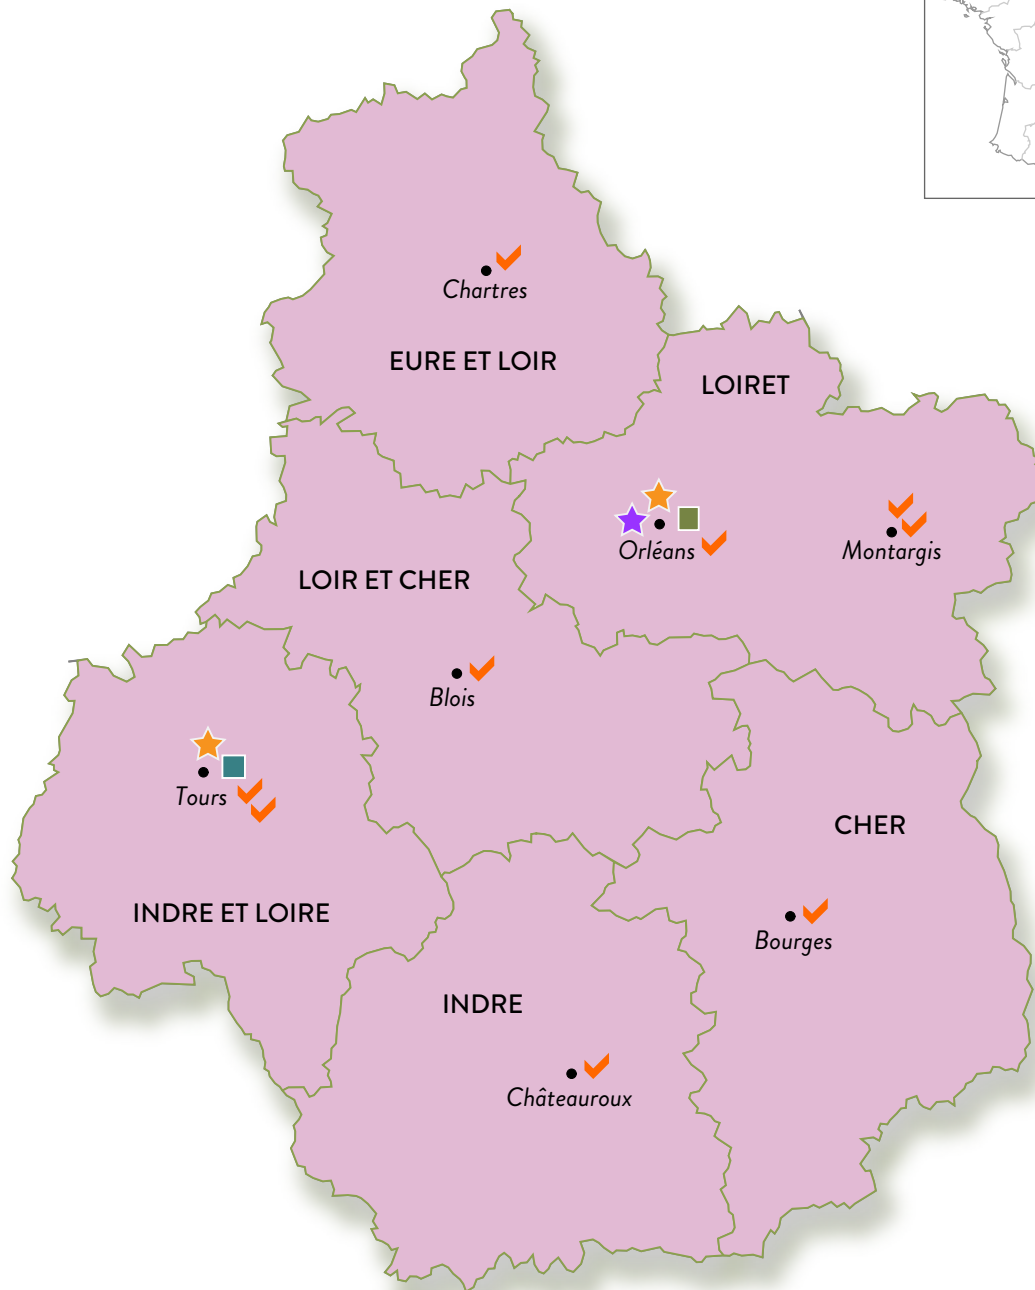 Chartres
EURE ET LOIR
LOIRET
Orléans
Montargis
LOIR ET CHER
Blois
Tours
CHER
INDRE ET LOIRE
Bourges
INDRE
Châteauroux